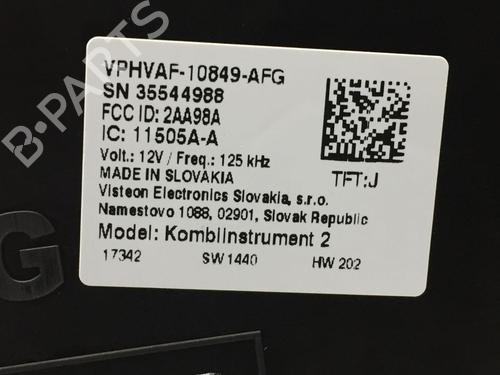 VPHVAF-10849-AFG
SN 35544988
FCC ID: 2AA98A
IC: 11505A-A
Volt.: 12V / Freq.: 125 kHz
MADE IN SLOVAKIA
TFT:J
Visteon Electronics Slovakia, s.r.o.
Namestovo 1088, 02901, Slovak Republic
Model: KombiInstrument 2
17342 SW 1440 HW 202
G
B-PARTS